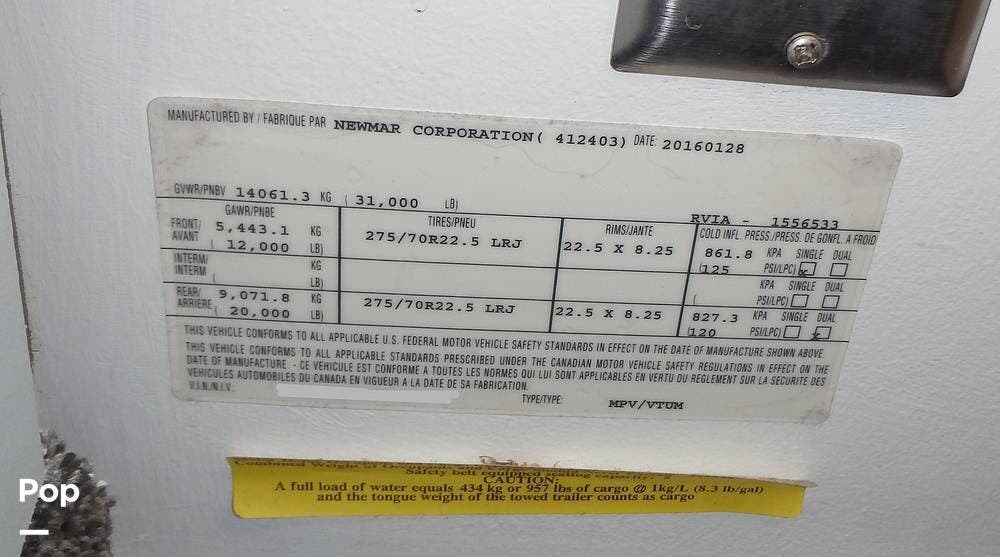 MANUFACTURED BY / FABRIQUE PAR NEWMAR CORPORATION( 412403) DATE: 20160128
GVWR/PNBV 14061.3 KG ( 31,000 LB)
RVIA - 1556533
GAWR/PNBE TIRES/PNEU RIMS/JANTE COLD INFL. PRESS./PRESS. DE GONFL. A FROID
FRONT/ AVANT 5,443.1 KG 275/70R22.5 LRJ 22.5 X 8.25 861.8 KPA SINGLE DUAL
( 12,000 LB) (125 PSI/LPC) x
INTERM/ INTERM KG KPA SINGLE DUAL
( LB) ( PSI/LPC)
REAR/ ARRIERE 9,071.8 KG 275/70R22.5 LRJ 22.5 X 8.25 827.3 KPA SINGLE DUAL
( 20,000 LB) (120 PSI/LPC) x
THIS VEHICLE CONFORMS TO ALL APPLICABLE U.S. FEDERAL MOTOR VEHICLE SAFETY STANDARDS IN EFFECT ON THE DATE OF MANUFACTURE SHOWN ABOVE
THIS VEHICLE CONFORMS TO ALL APPLICABLE STANDARDS PRESCRIBED UNDER THE CANADIAN MOTOR VEHICLE SAFETY REGULATIONS IN EFFECT ON THE
DATE OF MANUFACTURE - CE VEHICULE EST CONFORME A TOUTES LES NORMES QUI LUI SONT APPLICABLES EN VERTU DU REGLEMENT SUR LA SECURITE DES
VEHICULES AUTOMOBILES DU CANADA EN VIGUEUR A LA DATE DE SA FABRICATION.
V.I.N./N.I.V.: TYPE/TYPE: MPV/VTUM
Combined Weight of Occupants and
Safety belt equipped seating capacity:
CAUTION:
A full load of water equals 434 kg or 957 lbs of cargo @ 1kg/L (8.3 lb/gal)
and the tongue weight of the towed trailer counts as cargo
Pop